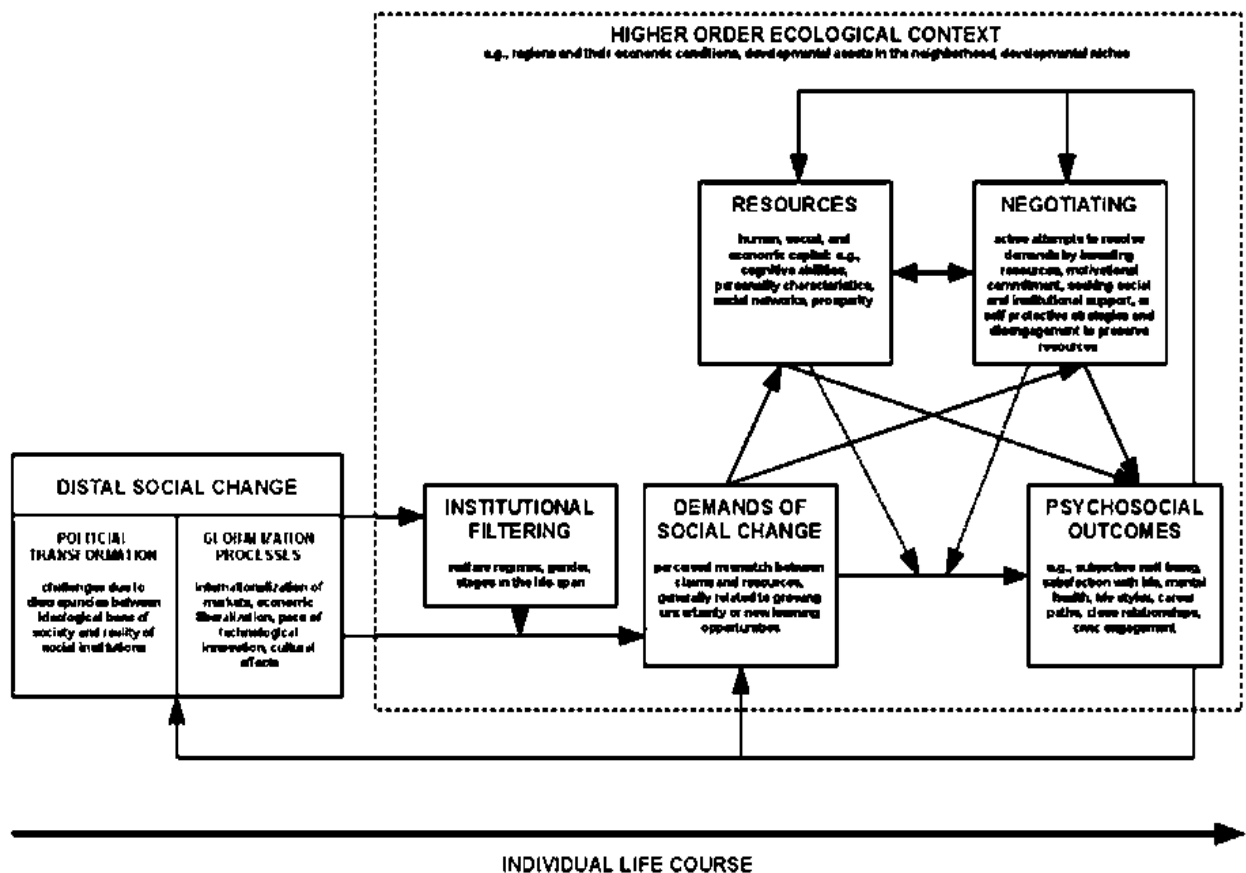 HIGHER ORDER ECOLOGICAL CONTEXT
e.g., regions and their economic conditions, developmental assets in the neighborhood, developmental niches
RESOURCES
human, social, and
economic capital: e.g.,
cognitive abilities,
personality characteristics,
social networks, prosperity
NEGOTIATING
active attempts to resolve
demands by investing
resources, motivational
commitment, seeking social
and institutional support, or
self protective strategies and
disengagement to preserve
resources
DISTAL SOCIAL CHANGE
POLITICIAL
TRANSFORMATION
challenges due to
discrepancies between
ideological base of
society and reality of
social institutions
GLOBALIZATION
PROCESSES
internationalization of
markets, economic
liberalization, pace of
technological
innovation, cultural
effects
INSTITUTIONAL
FILTERING
welfare regimes, gender,
stages in the life span
DEMANDS OF
SOCIAL CHANGE
perceived mismatch between
claims and resources,
generally related to growing
uncertainty or new learning
opportunities
PSYCHOSOCIAL
OUTCOMES
e.g., subjective well being,
satisfaction with life, mental
health, life styles, career
paths, close relationships,
civic engagement
INDIVIDUAL LIFE COURSE